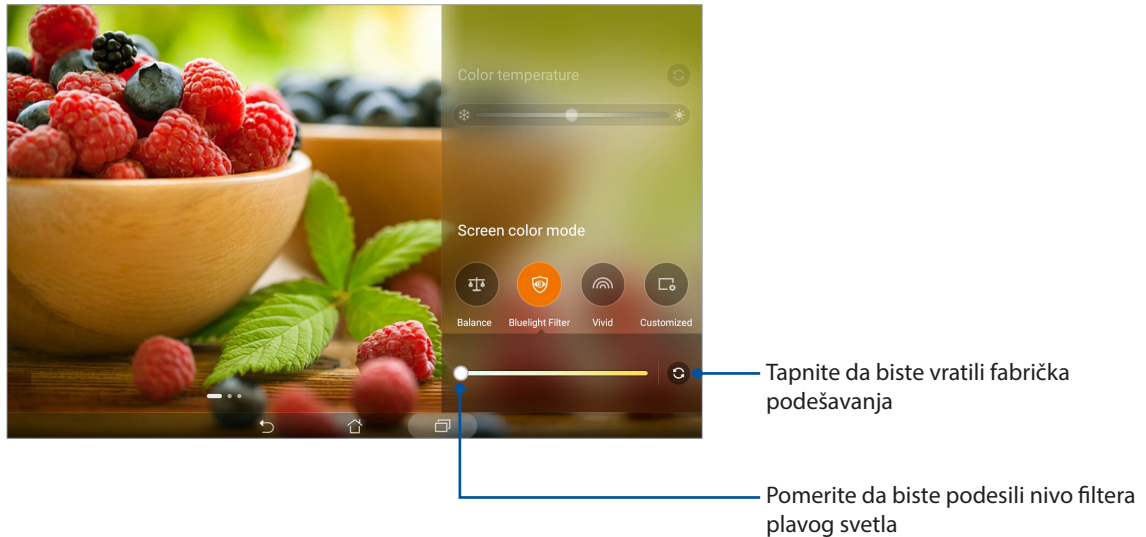 Color temperature
Screen color mode
Balance Bluelight Filter Vivid Customized
Tapnite da biste vratili fabrička
podešavanja
Pomerite da biste podesili nivo filtera
plavog svetla